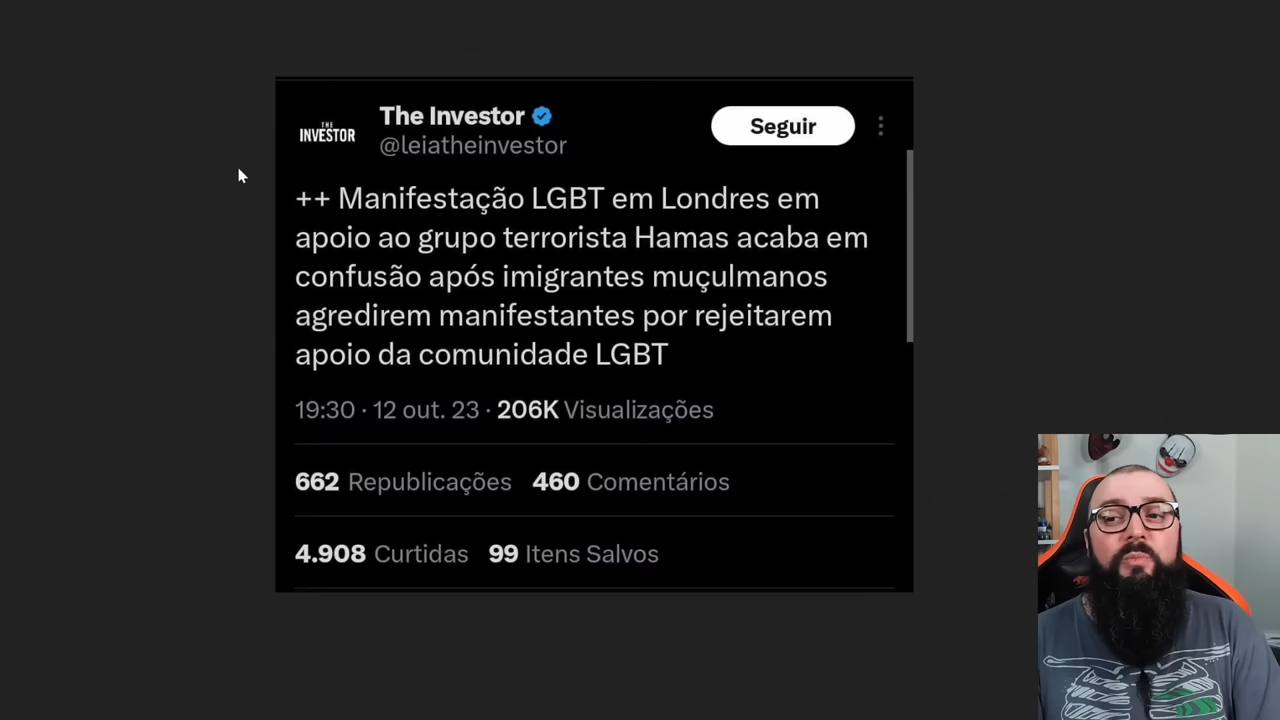 The Investor
THE
INVESTOR
@leiatheinvestor
Seguir
++ Manifestação LGBT em Londres em
apoio ao grupo terrorista Hamas acaba em
confusão após imigrantes muçulmanos
agredirem manifestantes por rejeitarem
apoio da comunidade LGBT
19:30 · 12 out. 23 · 206K Visualizações
662 Republicações 460 Comentários
4.908 Curtidas 99 Itens Salvos